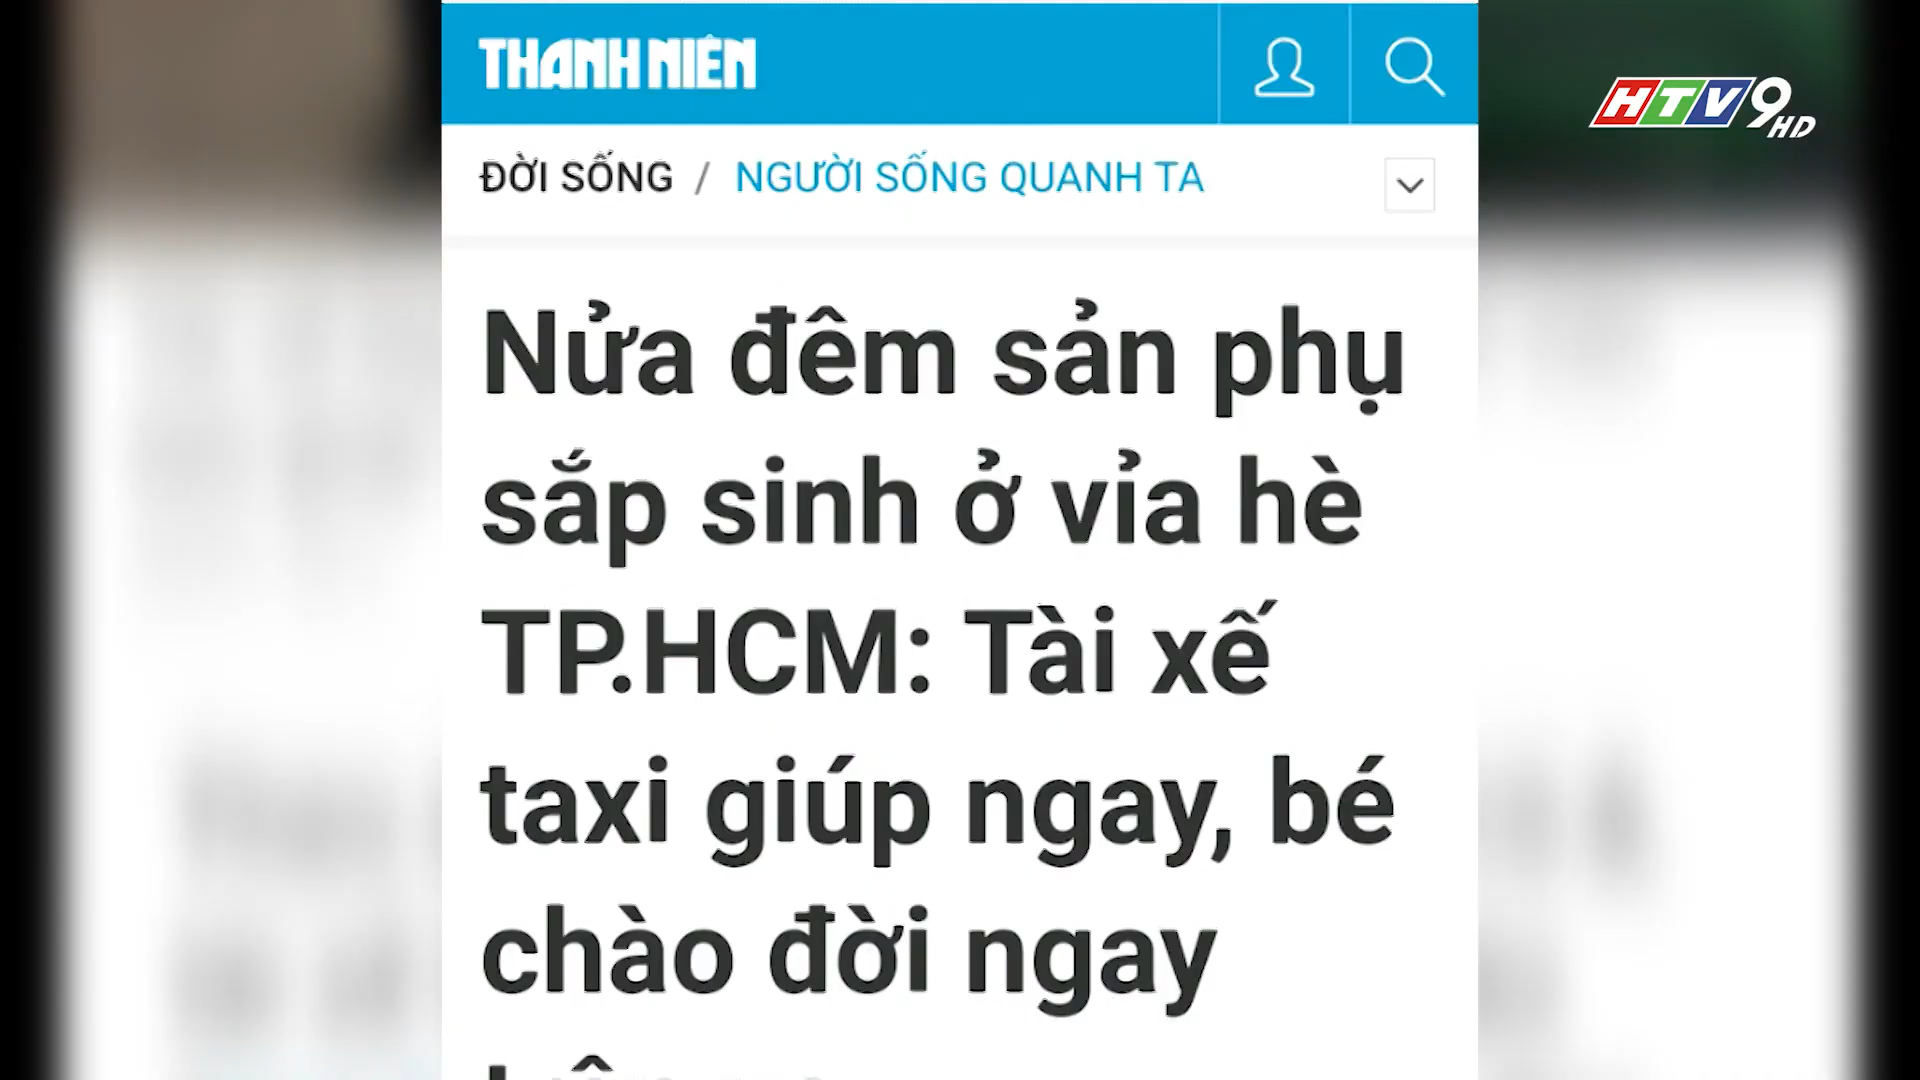 THANH NIÊN
HTV9 HD
ĐỜI SỐNG / NGƯỜI SỐNG QUANH TA
Nửa đêm sản phụ
sắp sinh ở vỉa hè
TP.HCM: Tài xế
taxi giúp ngay, bé
chào đời ngay